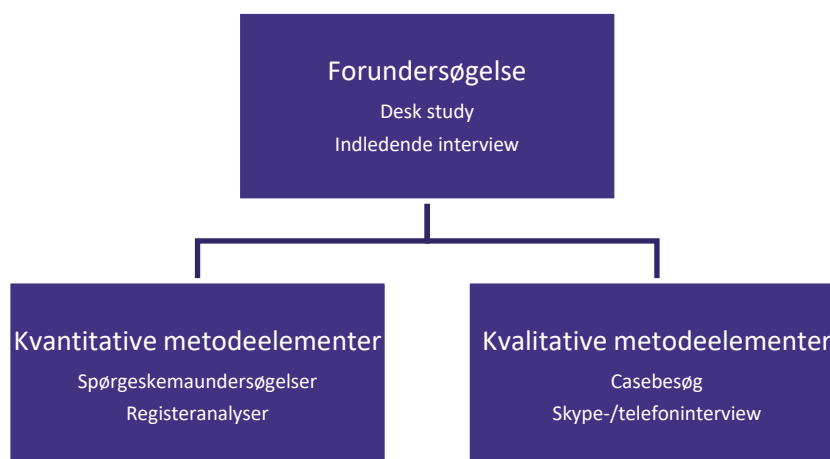 Forundersøgelse
Desk study
Indledende interview
Kvantitative metodeelementer
Spørgeskemaundersøgelser
Registeranalyser
Kvalitative metodeelementer
Casebesøg
Skype-/telefoninterview